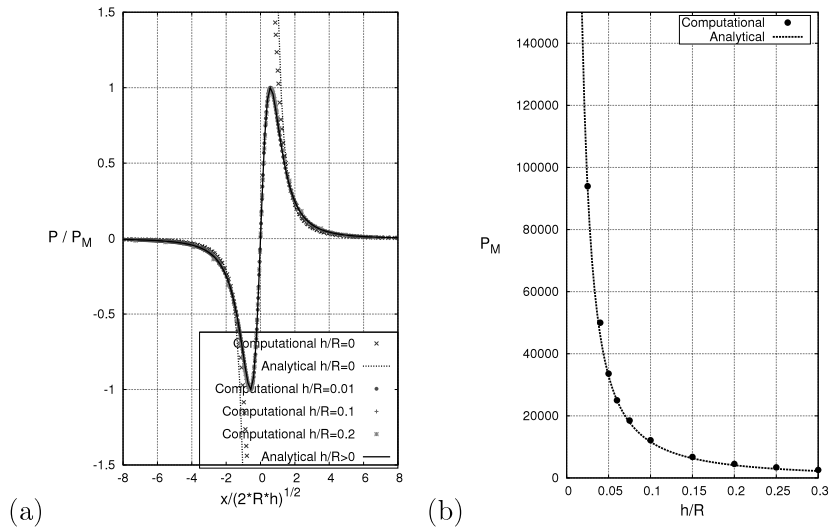 1.5
1
0.5
0
-0.5
-1
-1.5
P / P_M
Computational h/R=0
Analytical h/R=0
Computational h/R=0.01
Computational h/R=0.1
Computational h/R=0.2
Analytical h/R>0
-8 -6 -4 -2 0 2 4 6 8
x/(2*R*h)^1/2
(a)
Computational
Analytical
140000
120000
100000
80000
60000
40000
20000
0
P_M
0 0.05 0.1 0.15 0.2 0.25 0.3
h/R
(b)